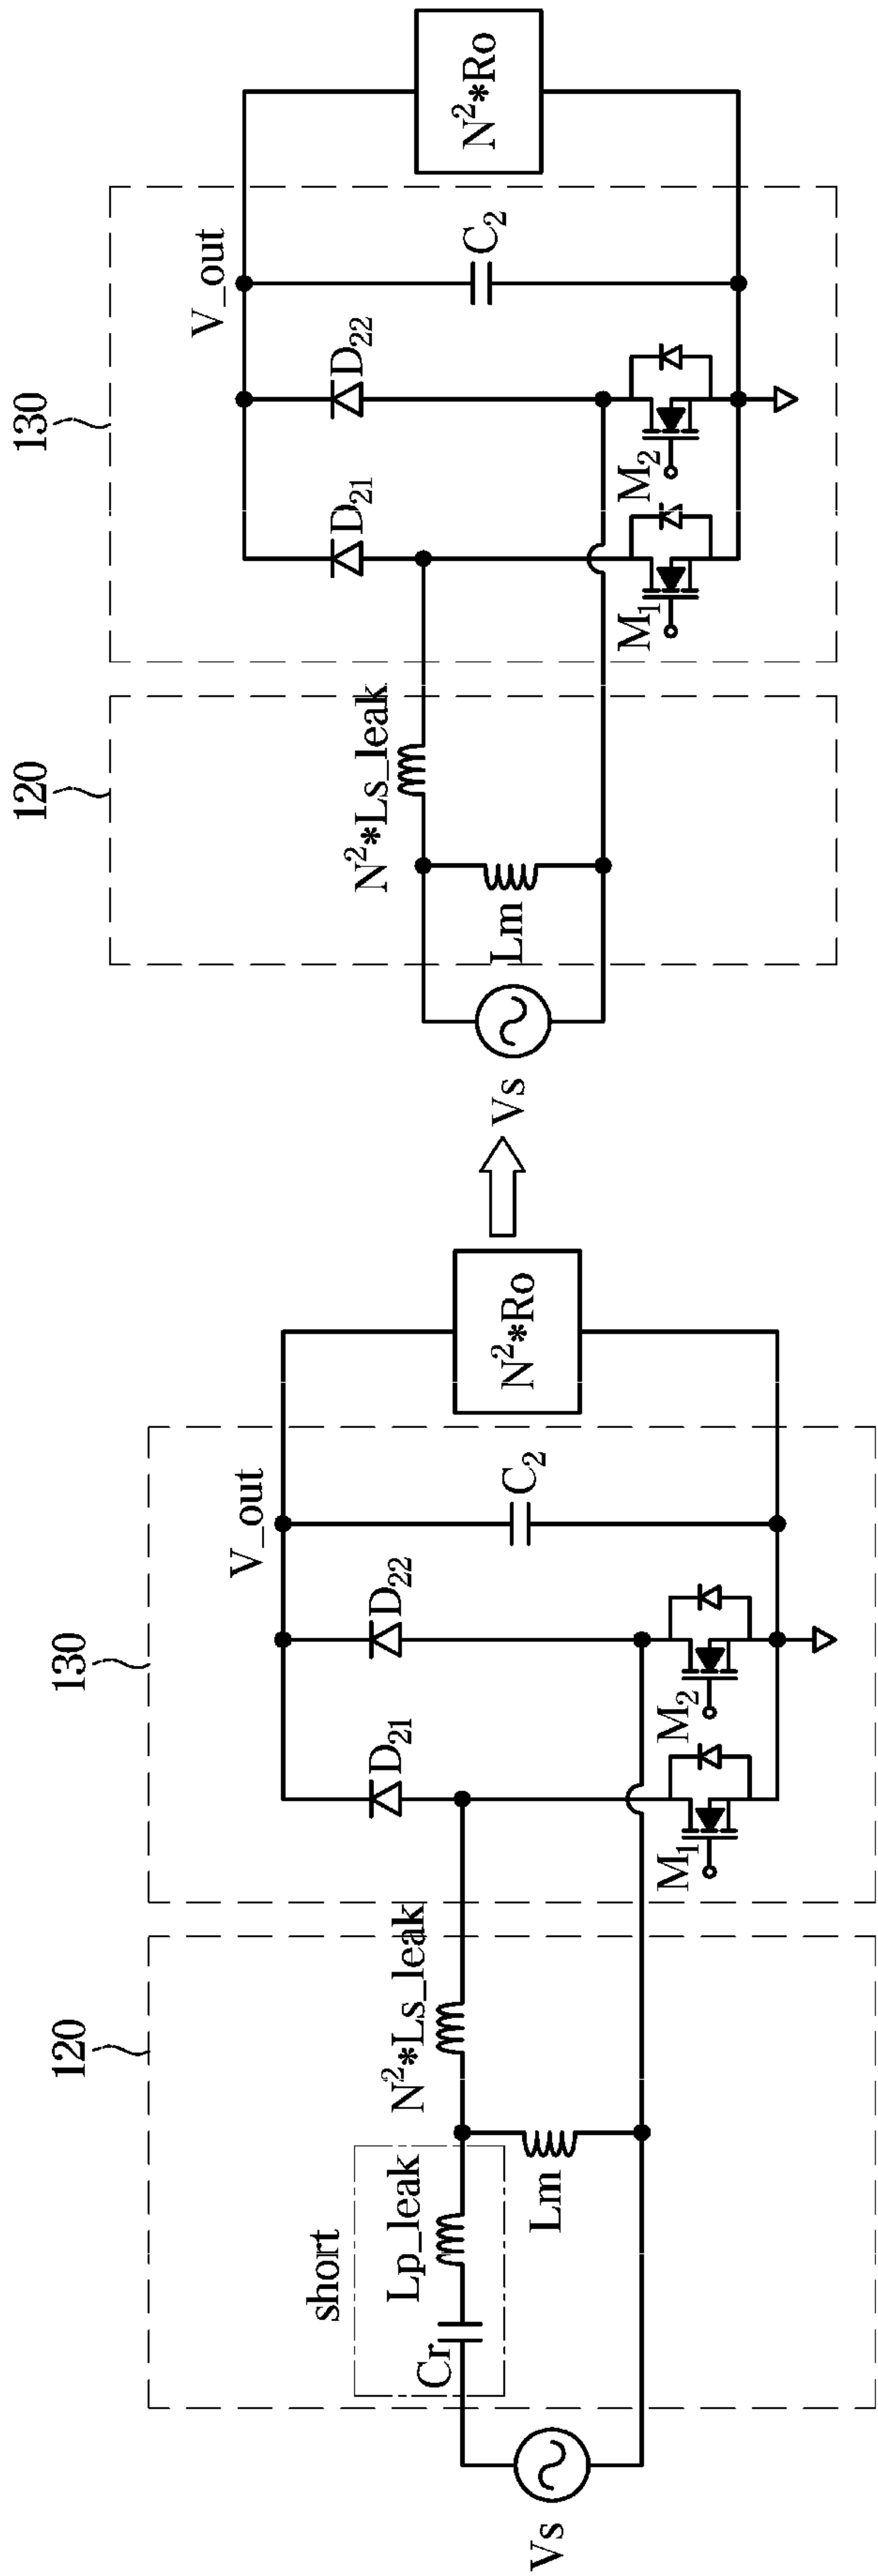 120
130
short
Vs
Cr
Lp_leak
Lm
N²*Ls_leak
D₂₁
D₂₂
V_out
C₂
M₁
M₂
N²*Ro
120
130
Vs
Lm
N²*Ls_leak
D₂₁
D₂₂
V_out
C₂
M₁
M₂
N²*Ro